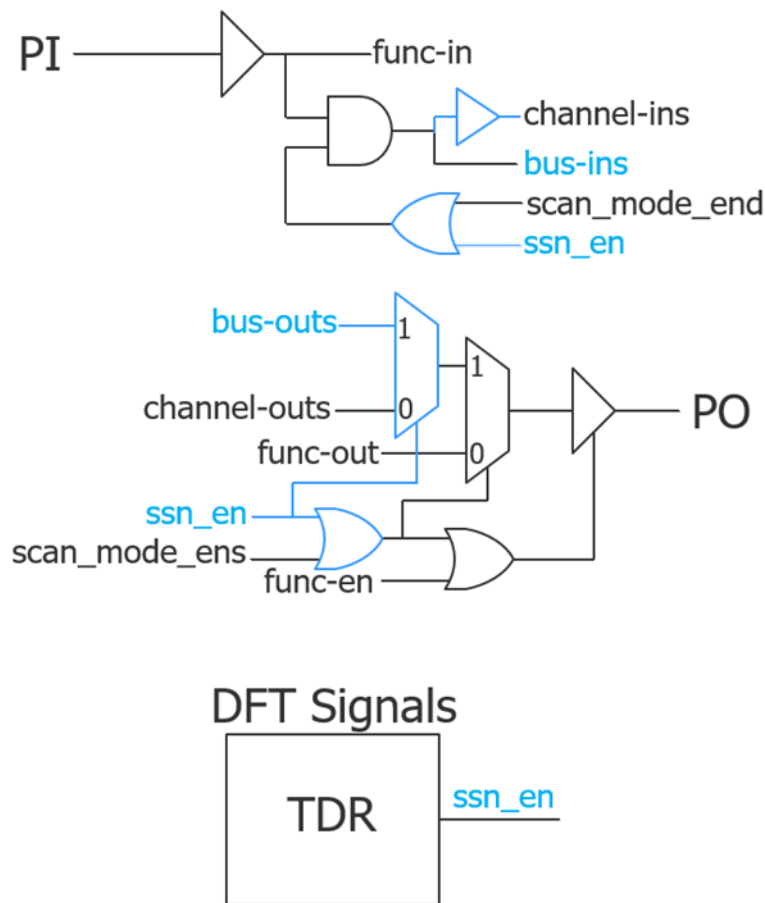 PI
func-in
channel-ins
bus-ins
scan_mode_end
ssn_en
bus-outs
1
1
channel-outs
0
PO
func-out
0
ssn_en
scan_mode_ens
func-en
DFT Signals
TDR
ssn_en